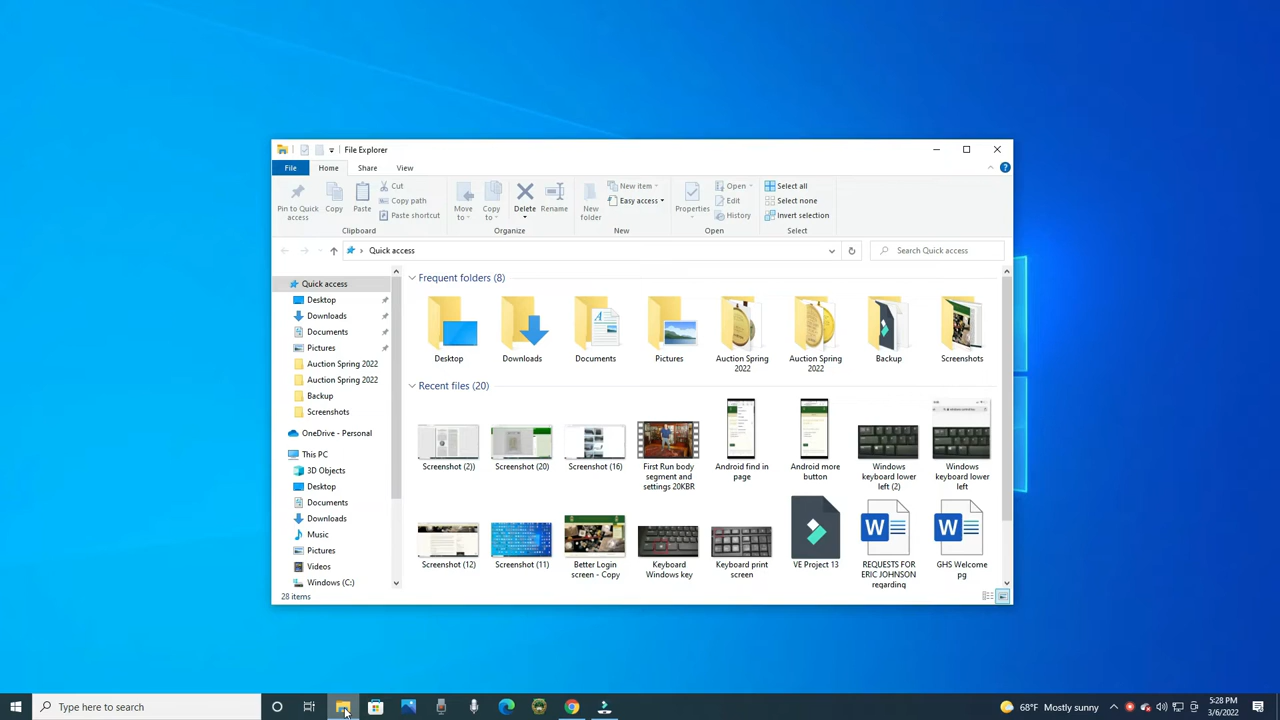 File Explorer
File Home Share View
Pin to Quick access
Copy
Paste
Cut
Copy path
Paste shortcut
Clipboard
Move to
Copy to
Delete
Rename
Organize
New folder
New item
Easy access
New
Properties
Open
Edit
History
Open
Select all
Select none
Invert selection
Select
Quick access
Search Quick access
Quick access
Desktop
Downloads
Documents
Pictures
Auction Spring 2022
Auction Spring 2022
Backup
Screenshots
OneDrive - Personal
This PC
3D Objects
Desktop
Documents
Downloads
Music
Pictures
Videos
Windows (C:)
Frequent folders (8)
Desktop
Downloads
Documents
Pictures
Auction Spring
2022
Auction Spring
2022
Backup
Screenshots
Recent files (20)
Screenshot (2))
Screenshot (20)
Screenshot (16)
First Run body
segment and
settings 20KBR
Android find in
page
Android more
button
Windows
keyboard lower
left (2)
Windows
keyboard lower
left
Screenshot (12)
Screenshot (11)
Better Login
screen - Copy
Keyboard
Windows key
Keyboard print
screen
VE Project 13
REQUESTS FOR
ERIC JOHNSON
regarding
GHS Welcome
pg
28 items
Type here to search
68°F Mostly sunny
5:28 PM
3/6/2022